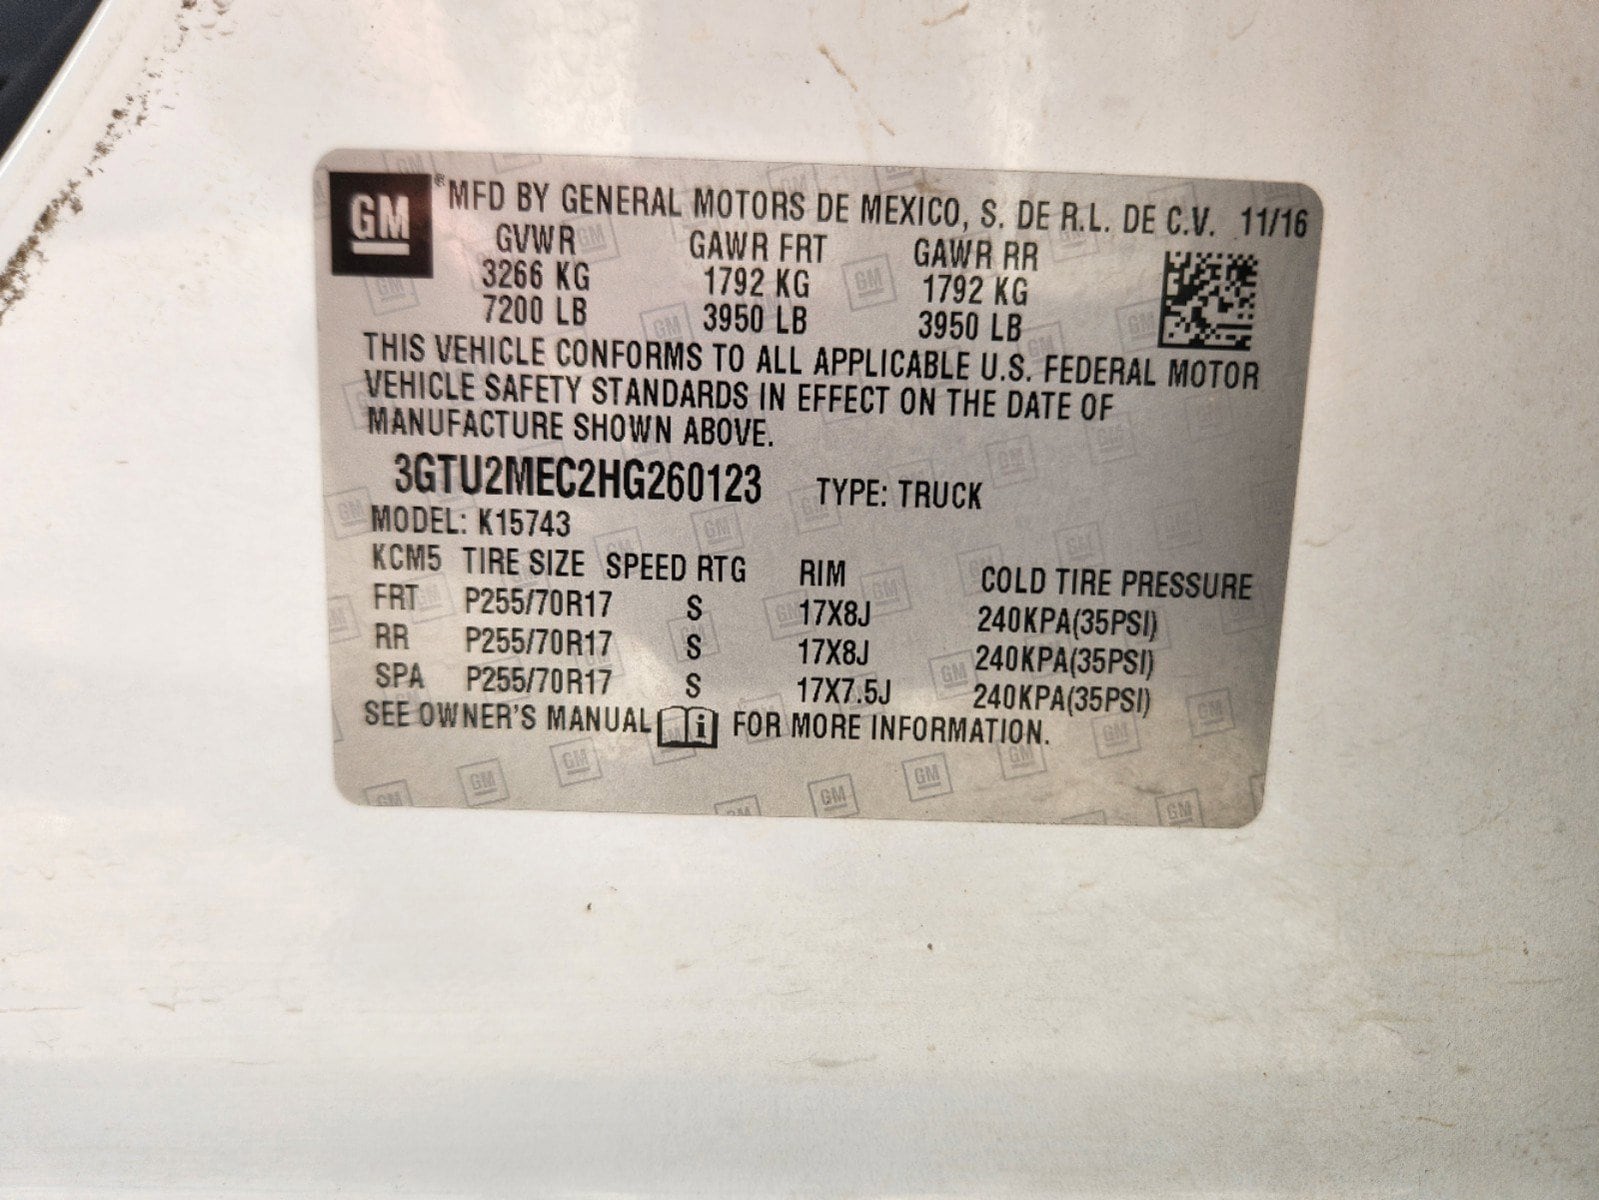 GM ® MFD BY GENERAL MOTORS DE MEXICO, S. DE R.L. DE C.V. 11/16
GVWR GAWR FRT GAWR RR
3266 KG 1792 KG 1792 KG
7200 LB 3950 LB 3950 LB
THIS VEHICLE CONFORMS TO ALL APPLICABLE U.S. FEDERAL MOTOR
VEHICLE SAFETY STANDARDS IN EFFECT ON THE DATE OF
MANUFACTURE SHOWN ABOVE.
3GTU2MEC2HG260123 TYPE: TRUCK
MODEL: K15743
KCM5 TIRE SIZE SPEED RTG RIM COLD TIRE PRESSURE
FRT P255/70R17 S 17X8J 240KPA(35PSI)
RR P255/70R17 S 17X8J 240KPA(35PSI)
SPA P255/70R17 S 17X7.5J 240KPA(35PSI)
SEE OWNER'S MANUAL i FOR MORE INFORMATION.